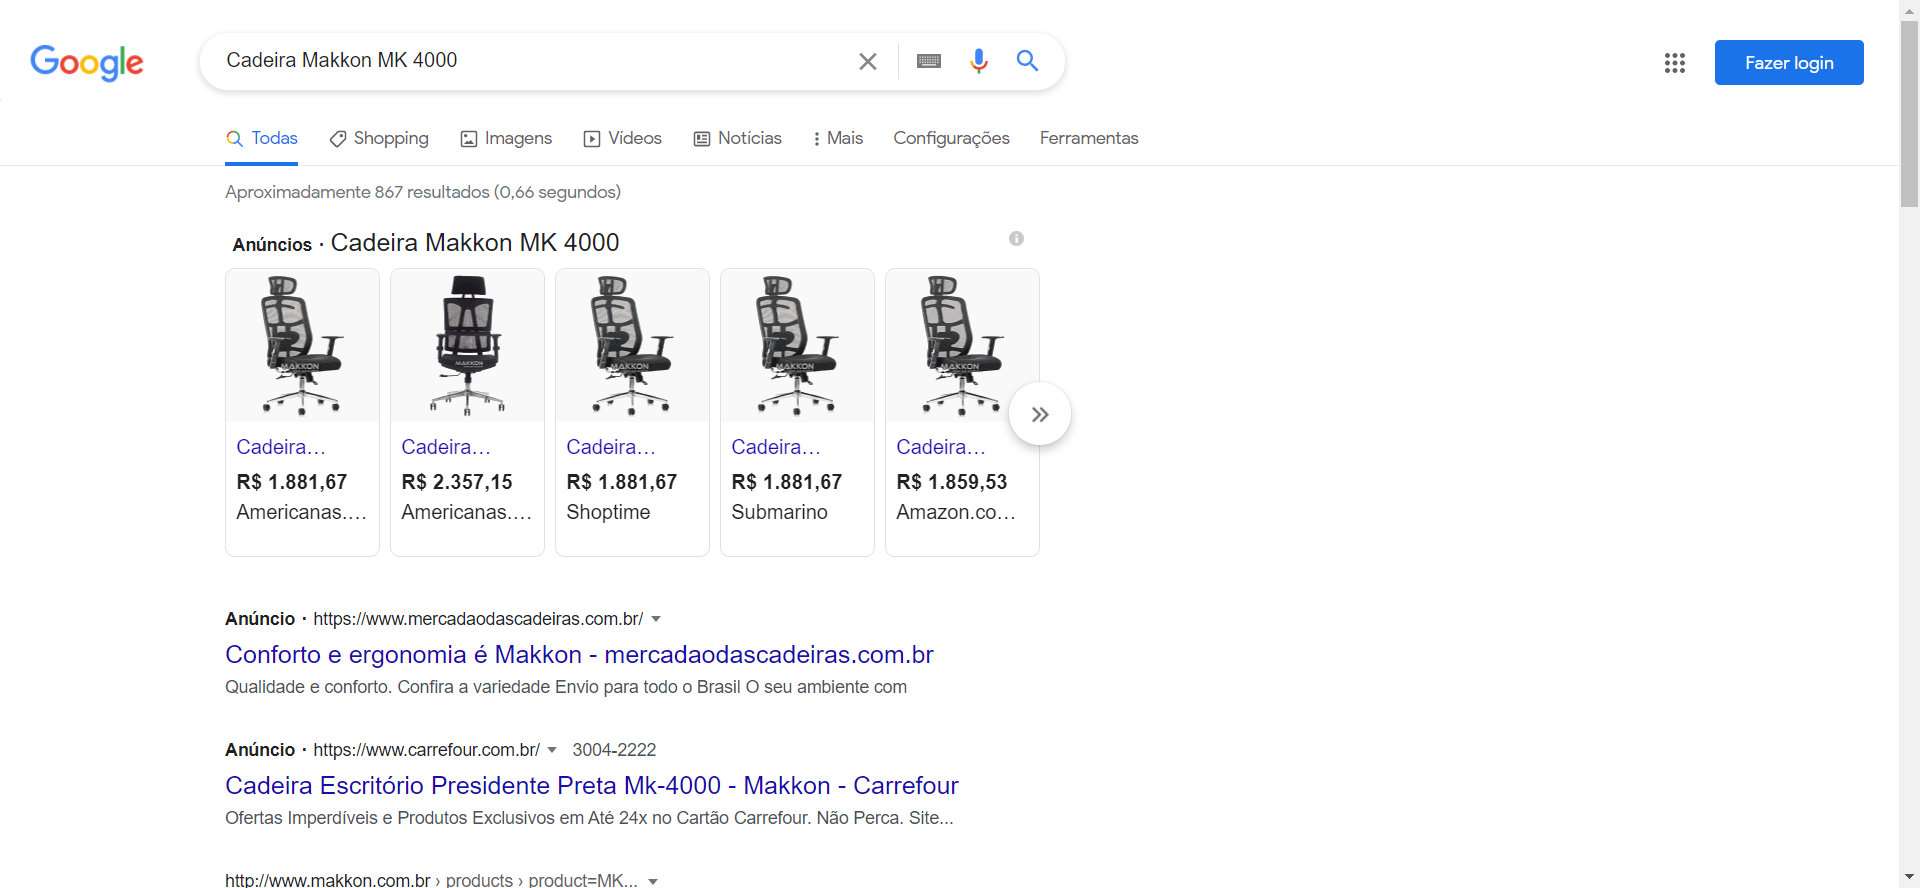 Google
Cadeira Makkon MK 4000
Fazer login
Todas
Shopping
Imagens
Vídeos
Notícias
Mais
Configurações
Ferramentas
Aproximadamente 867 resultados (0,66 segundos)
Anúncios · Cadeira Makkon MK 4000
MAKKON
MAKKON
MAKKON
MAKKON
MAKKON
Cadeira...
R$ 1.881,67
Americanas....
Cadeira...
R$ 2.357,15
Americanas....
Cadeira...
R$ 1.881,67
Shoptime
Cadeira...
R$ 1.881,67
Submarino
Cadeira...
R$ 1.859,53
Amazon.co...
Anúncio · https://www.mercadaodascadeiras.com.br/
Conforto e ergonomia é Makkon - mercadaodascadeiras.com.br
Qualidade e conforto. Confira a variedade Envio para todo o Brasil O seu ambiente com
Anúncio · https://www.carrefour.com.br/ 3004-2222
Cadeira Escritório Presidente Preta Mk-4000 - Makkon - Carrefour
Ofertas Imperdíveis e Produtos Exclusivos em Até 24x no Cartão Carrefour. Não Perca. Site...
http://www.makkon.com.br › products › product=MK...